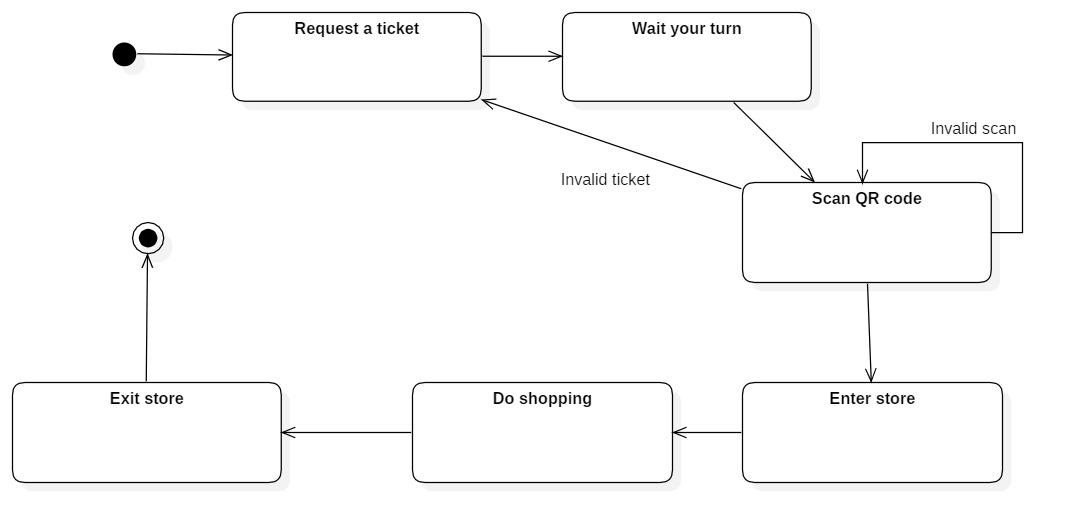 Request a ticket
Wait your turn
Invalid scan
Invalid ticket
Scan QR code
Exit store
Do shopping
Enter store